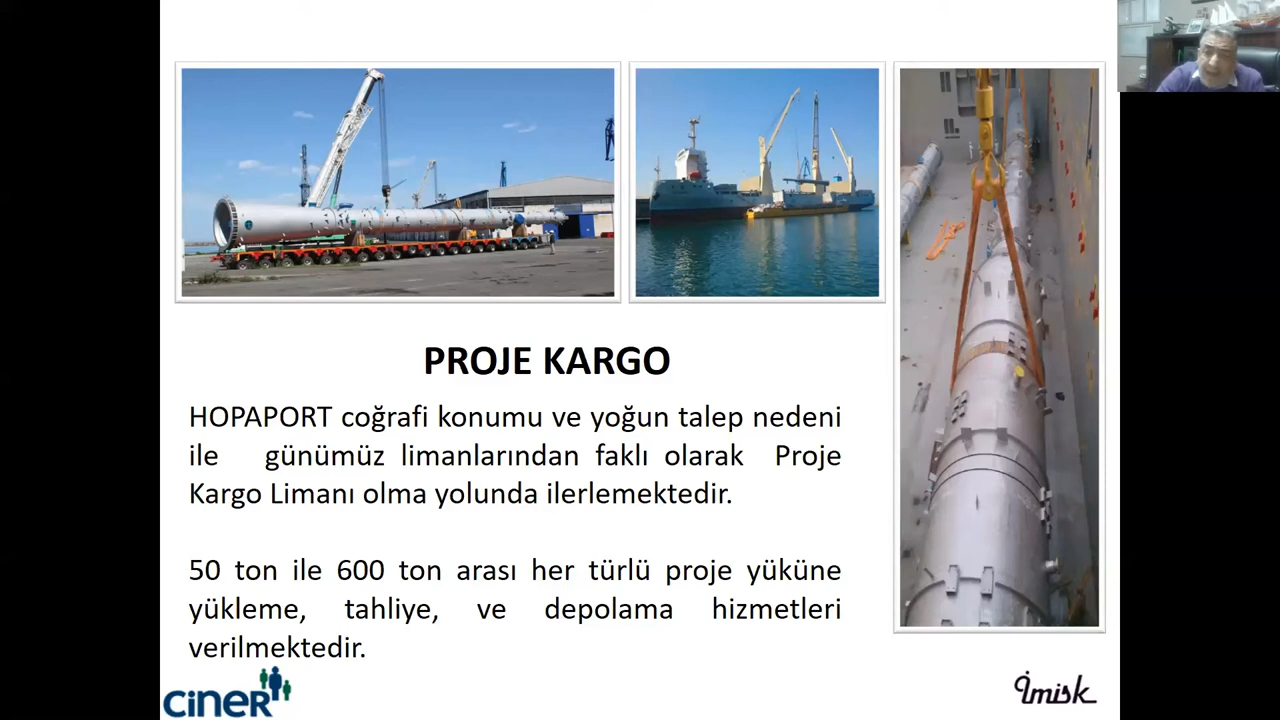 PROJE KARGO
HOPAPORT coğrafi konumu ve yoğun talep nedeni
ile günümüz limanlarından faklı olarak Proje
Kargo Limanı olma yolunda ilerlemektedir.
50 ton ile 600 ton arası her türlü proje yüküne
yükleme, tahliye, ve depolama hizmetleri
verilmektedir.
ciner
imisk